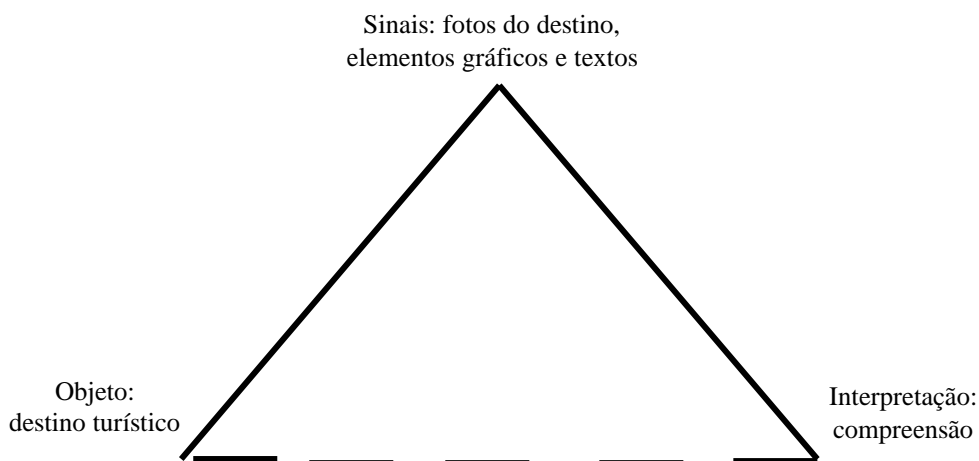 Sinais: fotos do destino,
elementos gráficos e textos
Objeto:
destino turístico
Interpretação:
compreensão